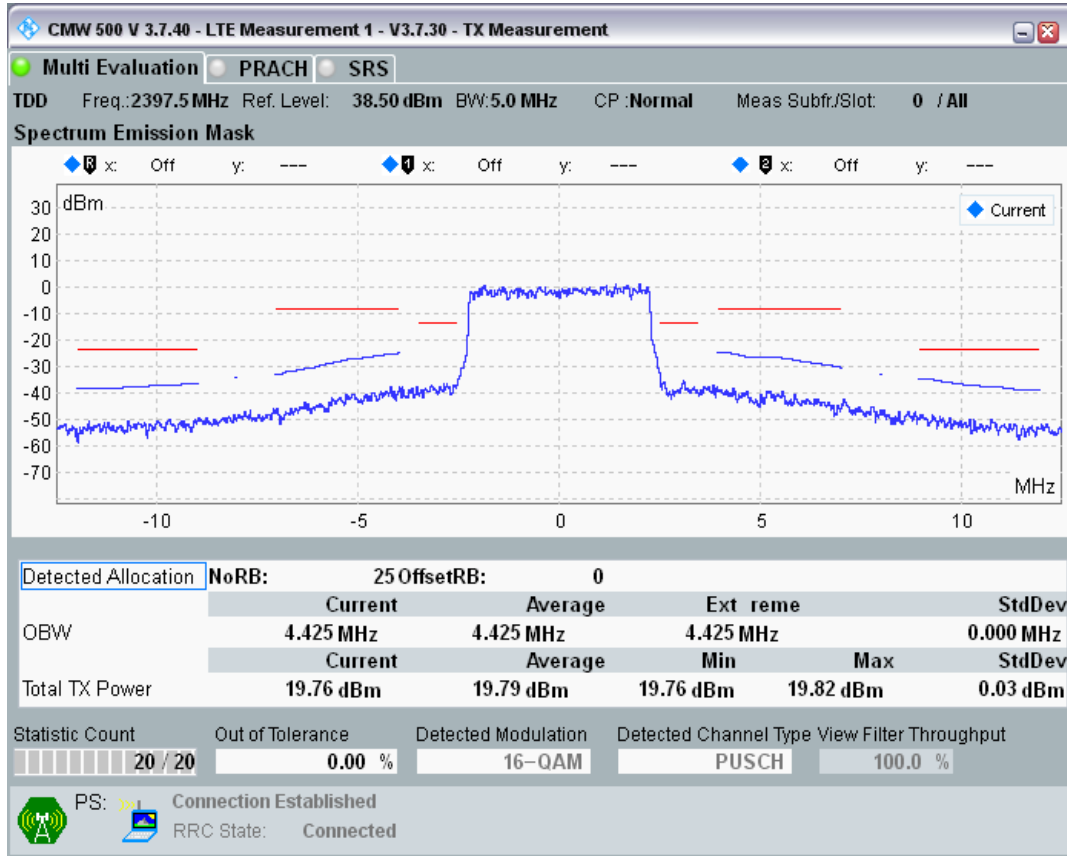 CMW 500 V 3.7.40 - LTE Measurement 1 - V3.7.30 - TX Measurement
Multi Evaluation PRACH SRS
TDD Freq.:2397.5 MHz Ref. Level: 38.50 dBm BW:5.0 MHz CP :Normal Meas Subfr./Slot: 0 / All
Spectrum Emission Mask
R x: Off y: --- 1 x: Off y: --- 2 x: Off y: ---
dBm
Current
30
20
10
0
-10
-20
-30
-40
-50
-60
-70
MHz
-10 -5 0 5 10
Detected Allocation NoRB: 25 OffsetRB: 0
Current Average Ext reme StdDev
OBW 4.425 MHz 4.425 MHz 4.425 MHz 0.000 MHz
Current Average Min Max StdDev
Total TX Power 19.76 dBm 19.79 dBm 19.76 dBm 19.82 dBm 0.03 dBm
Statistic Count Out of Tolerance Detected Modulation Detected Channel Type View Filter Throughput
20 / 20 0.00 % 16-QAM PUSCH 100.0 %
PS: Connection Established
RRC State: Connected